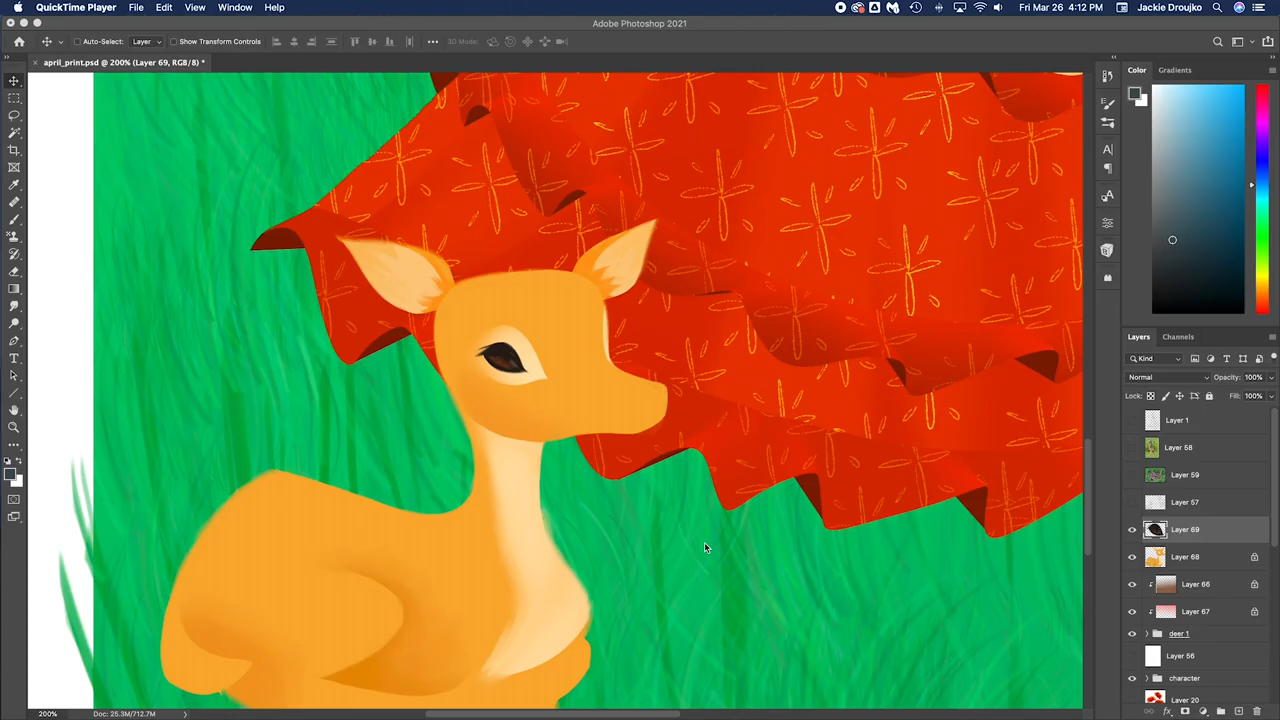 QuickTime Player File Edit View Window Help Fri Mar 26 4:12 PM Jackie Droujko
Adobe Photoshop 2021
Auto-Select: Layer Show Transform Controls 3D Mode:
april_print.psd @ 200% (Layer 69, RGB/8) *
Color Gradients
Layers Channels
Kind
Normal Opacity: 100%
Lock: Fill: 100%
Layer 1
Layer 58
Layer 59
Layer 57
Layer 69
Layer 68
Layer 66
Layer 67
deer 1
Layer 56
character
Layer 20
200% Doc: 25.3M/712.7M